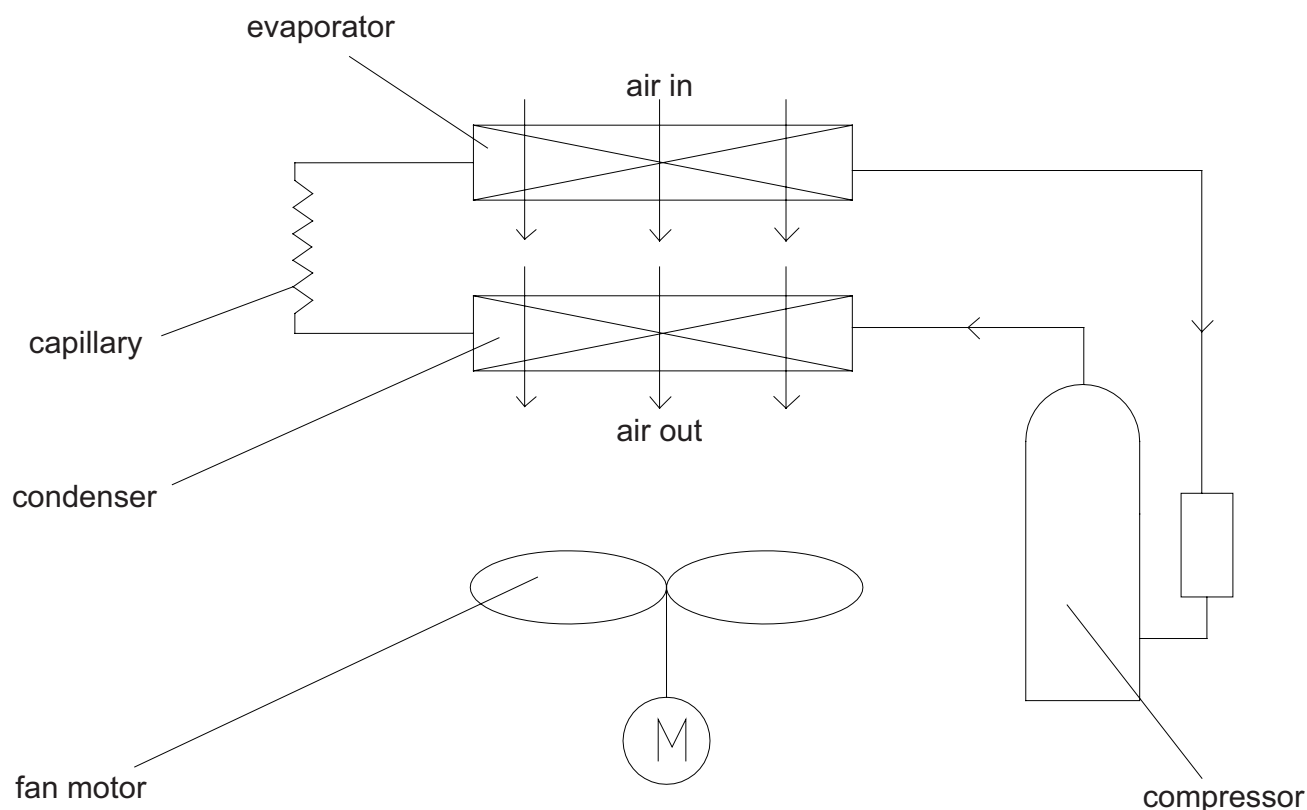 evaporator
air in
capillary
air out
condenser
M
fan motor
compressor